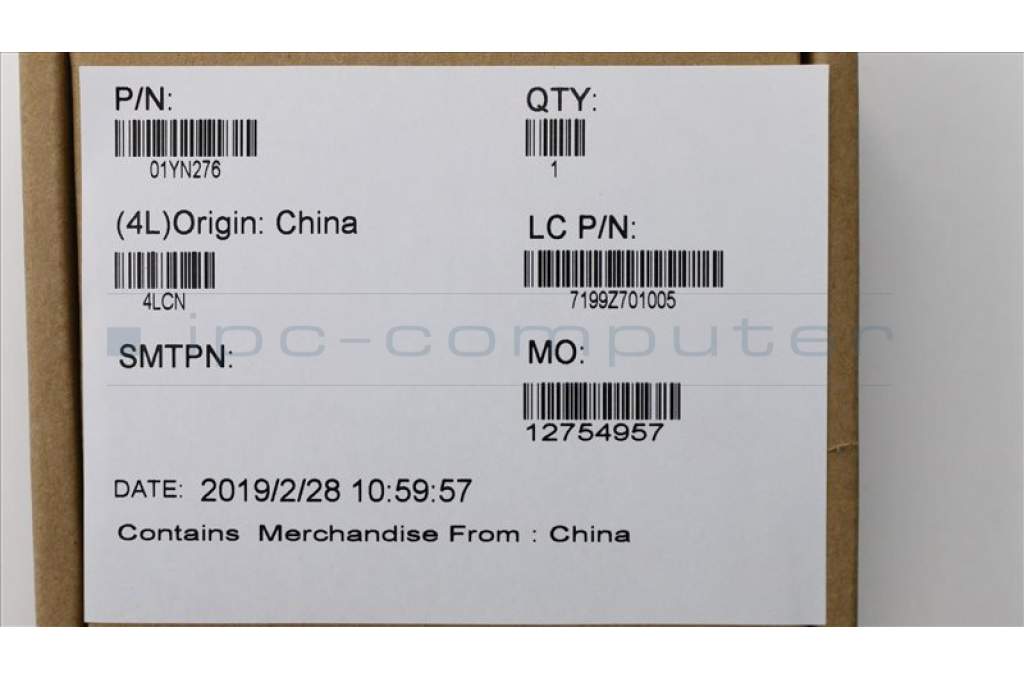 P/N:
01YN276
QTY:
1
(4L)Origin: China
4LCN
LC P/N:
7199Z701005
ipc-computer
SMTPN:
MO:
12754957
DATE: 2019/2/28 10:59:57
Contains Merchandise From : China